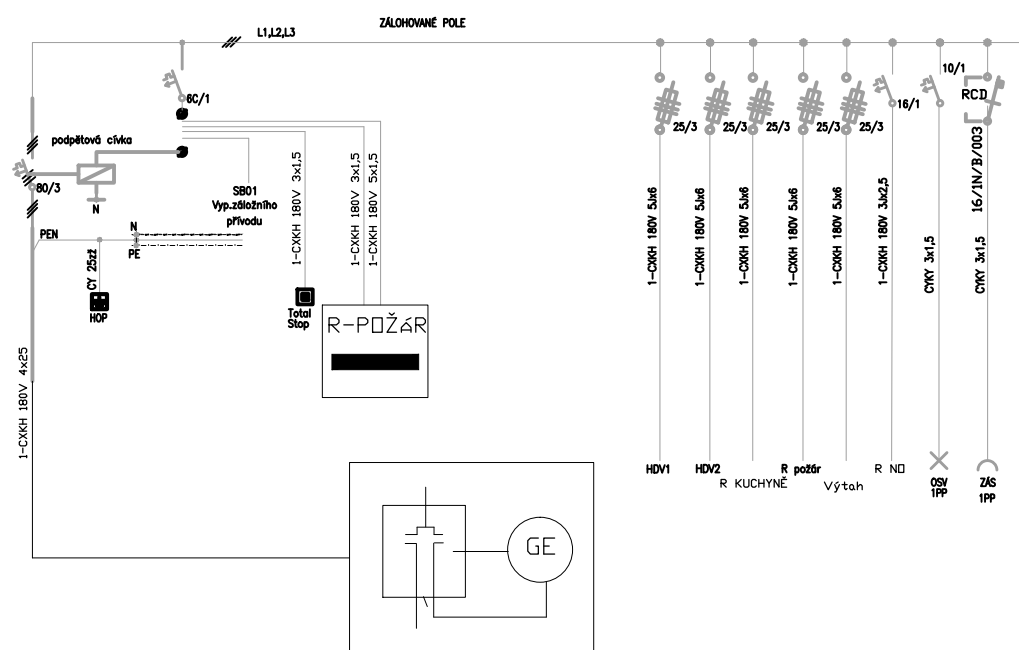 ZÁLOHOVANÉ POLE
L1,L2,L3
6C/1
podpětová cívka
80/3
N
SB01
Vyp.záložního
přívodu
PEN
N
PE
CY 25zž
HOP
1-CXKH 180V 4x25
1-CXKH 180V 3x1,5
1-CXKH 180V 3x1,5
1-CXKH 180V 5x1,5
Total
Stop
R-POŽáR
GE
25/3
25/3
25/3
25/3
25/3
16/1
10/1
RCD
16/1N/B/003
1-CXKH 180V 5Jx6
1-CXKH 180V 5Jx6
1-CXKH 180V 5Jx6
1-CXKH 180V 5Jx6
1-CXKH 180V 5Jx6
1-CXKH 180V 3Jx2,5
CYKY 3x1,5
CYKY 3x1,5
HDV1
HDV2
R KUCHYNĚ
R požár
Výtah
R NO
OSV
1PP
ZÁS
1PP